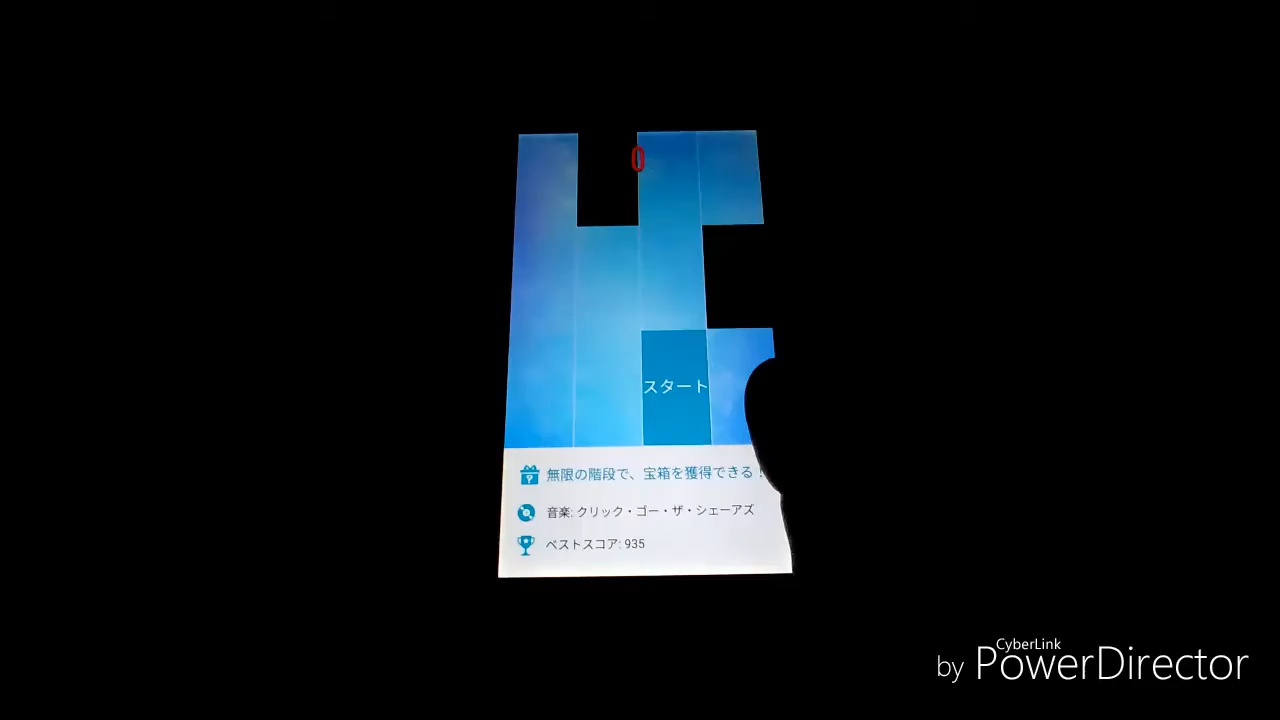 0
スタート
無限の階段で、宝箱を獲得できる!
音楽: クリック・ゴー・ザ・シェーアズ
ベストスコア: 935
CyberLink
by PowerDirector